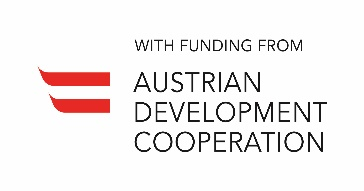 WITH FUNDING FROM
AUSTRIAN
DEVELOPMENT
COOPERATION